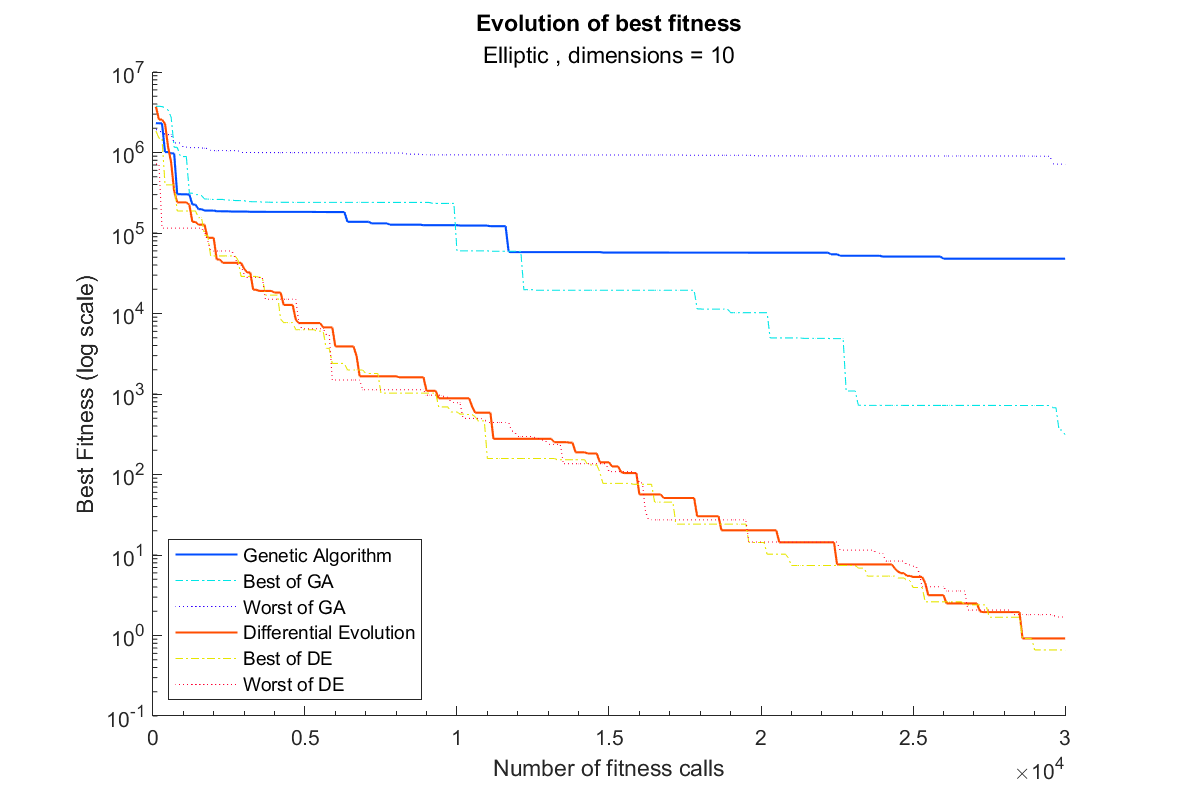 Evolution of best fitness
Elliptic , dimensions = 10
10^7
10^6
10^5
10^4
10^3
10^2
10^1
10^0
10^-1
Best Fitness (log scale)
Genetic Algorithm
Best of GA
Worst of GA
Differential Evolution
Best of DE
Worst of DE
0 0.5 1 1.5 2 2.5 3
Number of fitness calls
×10^4